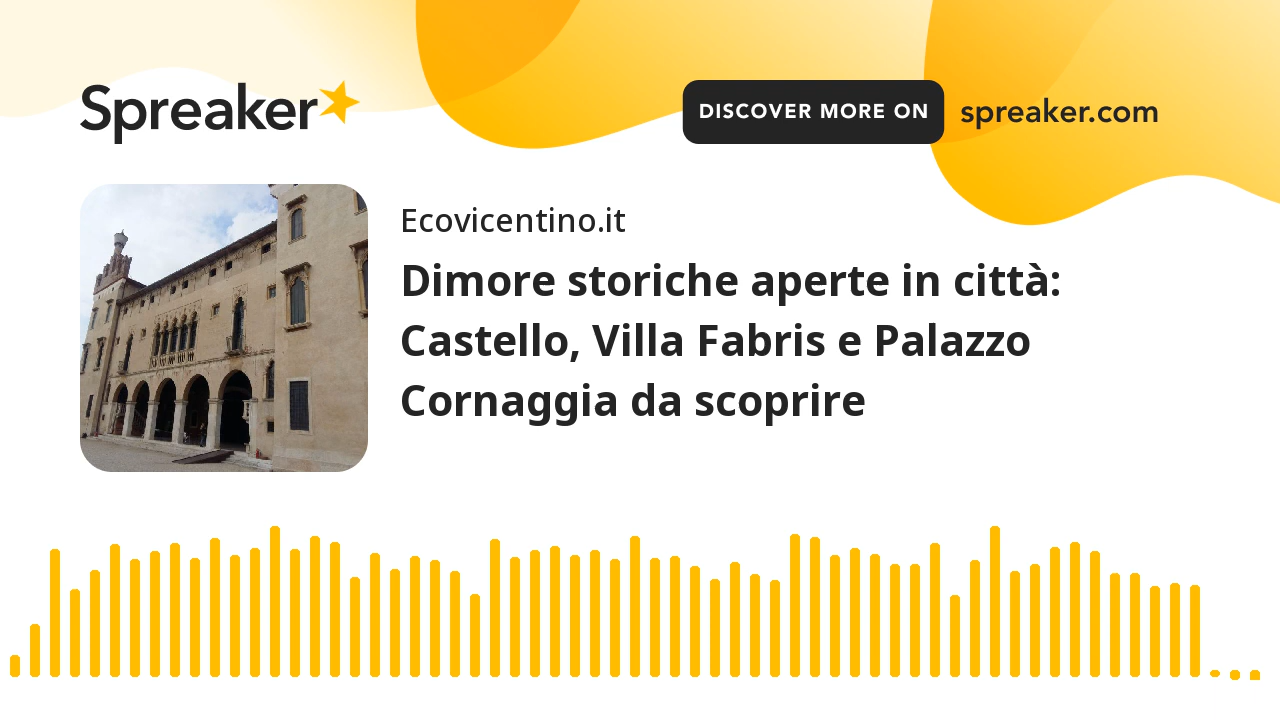 Spreaker
DISCOVER MORE ON spreaker.com
Ecovicentino.it
Dimore storiche aperte in città:
Castello, Villa Fabris e Palazzo
Cornaggia da scoprire